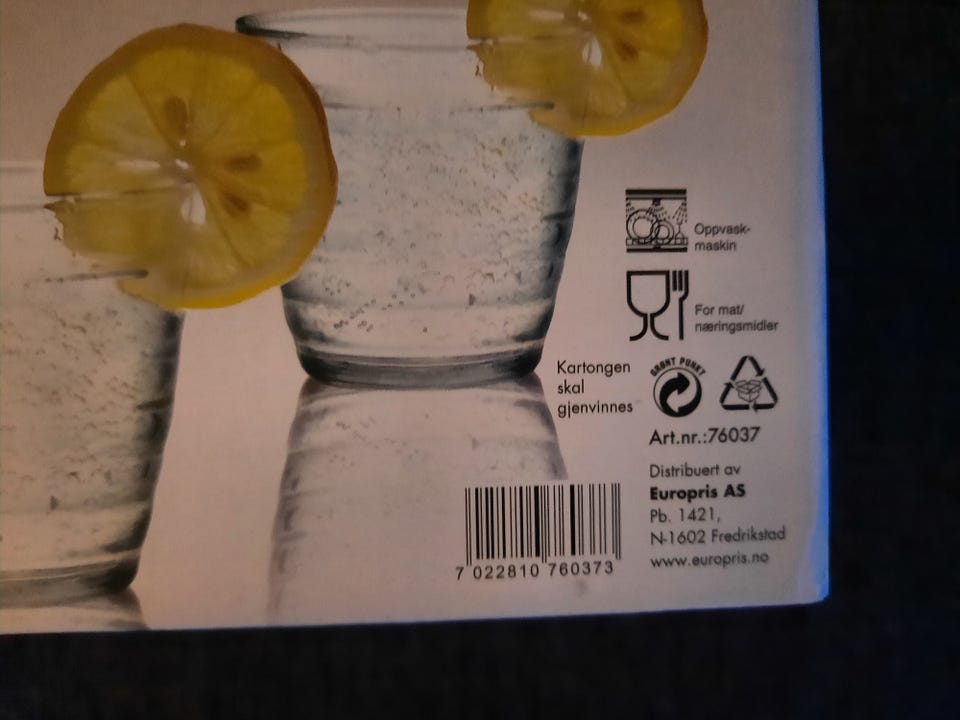 Oppvask-
maskin
For mat/
næringsmidler
Kartongen
skal
gjenvinnes
GRØNT PUNKT
Art.nr.:76037
Distribuert av
Europris AS
Pb. 1421,
N-1602 Fredrikstad
www.europris.no
7 022810 760373